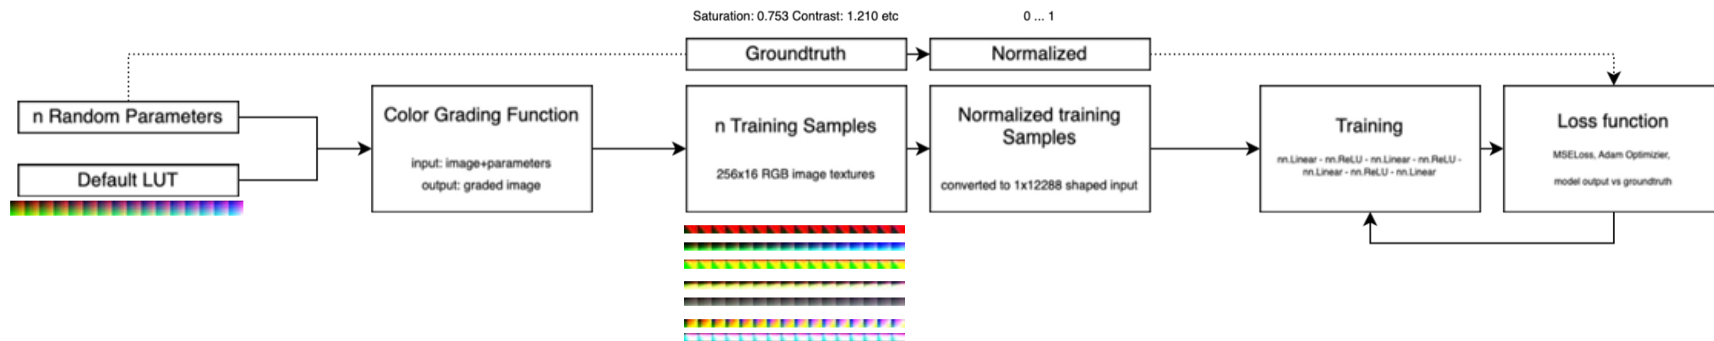 Saturation: 0.753 Contrast: 1.210 etc
0 ... 1
Groundtruth
Normalized
n Random Parameters
Default LUT
Color Grading Function
input: image+parameters
output: graded image
n Training Samples
256x16 RGB image textures
Normalized training
Samples
converted to 1x12288 shaped input
Training
nn.Linear - nn.ReLU - nn.Linear - nn.ReLU -
nn.Linear - nn.ReLU - nn.Linear
Loss function
MSELoss, Adam Optimizier,
model output vs groundtruth